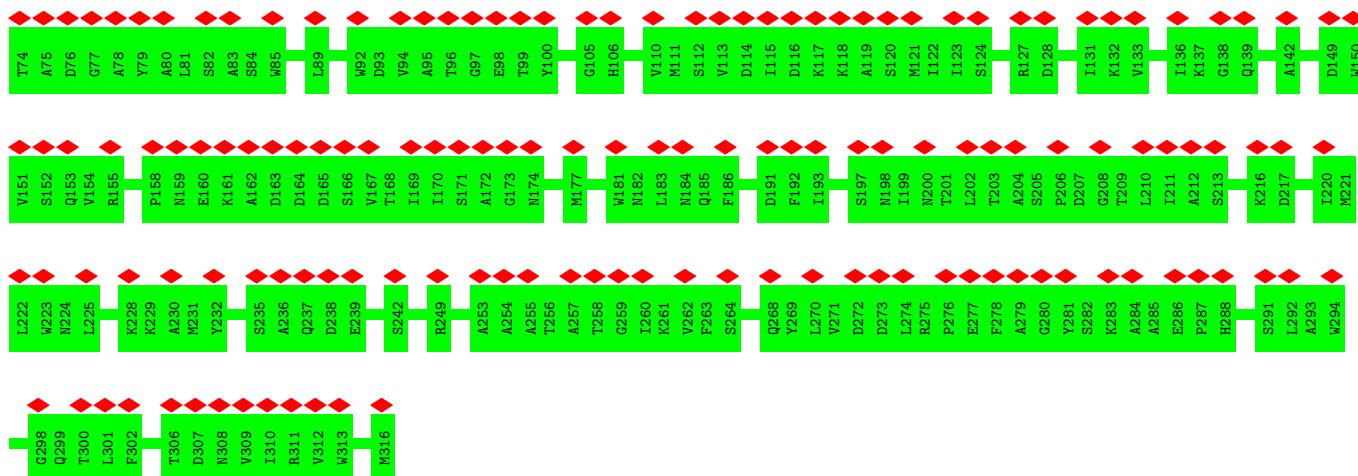 T74 A75 D76 G77 A78 Y79 A80 L81 S82 A83 S84 W85 L89 W92 D93 V94 A95 T96 G97 E98 T99 Y100 G105 H106 V110 M111 S112 V113 D114 I115 D116 K117 K118 A119 S120 M121 I122 I123 S124 R127 D128 I131 K132 V133 I136 K137 G138 Q139 A142 D149 W150
V151 S152 Q153 V154 R155 P158 N159 E160 K161 A162 D163 D164 D165 S166 V167 T168 I169 I170 S171 A172 G173 N174 M177 W181 N182 L183 N184 Q185 F186 D191 F192 I193 S197 N198 I199 N200 T201 L202 T203 A204 S205 P206 D207 G208 T209 L210 I211 A212 S213 K216 D217 I220 M221
L222 W223 N224 L225 K228 K229 A230 M231 Y232 S235 A236 Q237 D238 E239 S242 R249 A253 A254 A255 T256 A257 T258 G259 I260 K261 V262 F263 S264 Q268 Y269 L270 V271 D272 D273 L274 R275 P276 E277 F278 A279 G280 Y281 S282 K283 A284 A285 E286 P287 H288 S291 L292 A293 W294
G298 Q299 T300 L301 F302 T306 D307 N308 V309 I310 R311 V312 W313 M316